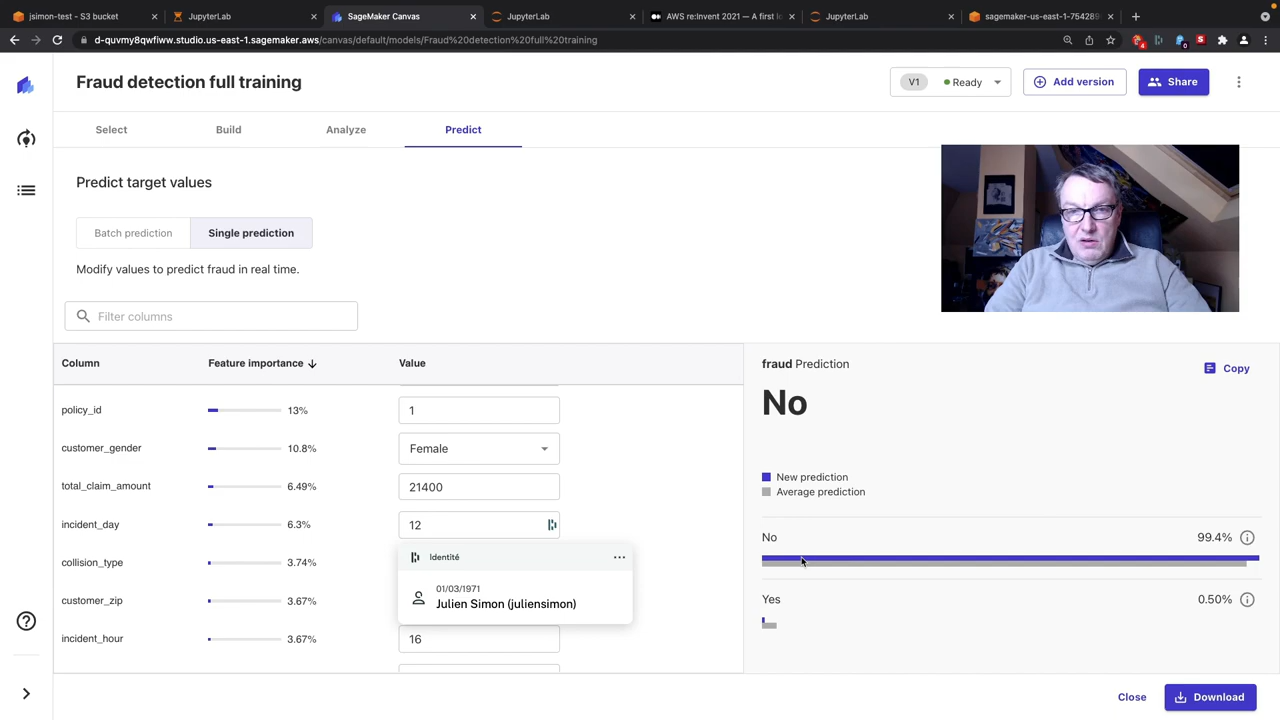 jsimon-test - S3 bucket
JupyterLab
SageMaker Canvas
JupyterLab
AWS re:Invent 2021 — A first lo
JupyterLab
sagemaker-us-east-1-754289
d-quvmy8qwfiww.studio.us-east-1.sagemaker.aws/canvas/default/models/Fraud%20detection%20full%20training
Fraud detection full training
V1
Ready
Add version
Share
Select
Build
Analyze
Predict
Predict target values
Batch prediction
Single prediction
Modify values to predict fraud in real time.
Filter columns
Column
Feature importance
Value
policy_id
13%
1
customer_gender
10.8%
Female
total_claim_amount
6.49%
21400
incident_day
6.3%
12
collision_type
3.74%
customer_zip
3.67%
incident_hour
3.67%
16
Identité
01/03/1971
Julien Simon (juliensimon)
fraud Prediction
Copy
No
New prediction
Average prediction
No
99.4%
Yes
0.50%
Close
Download